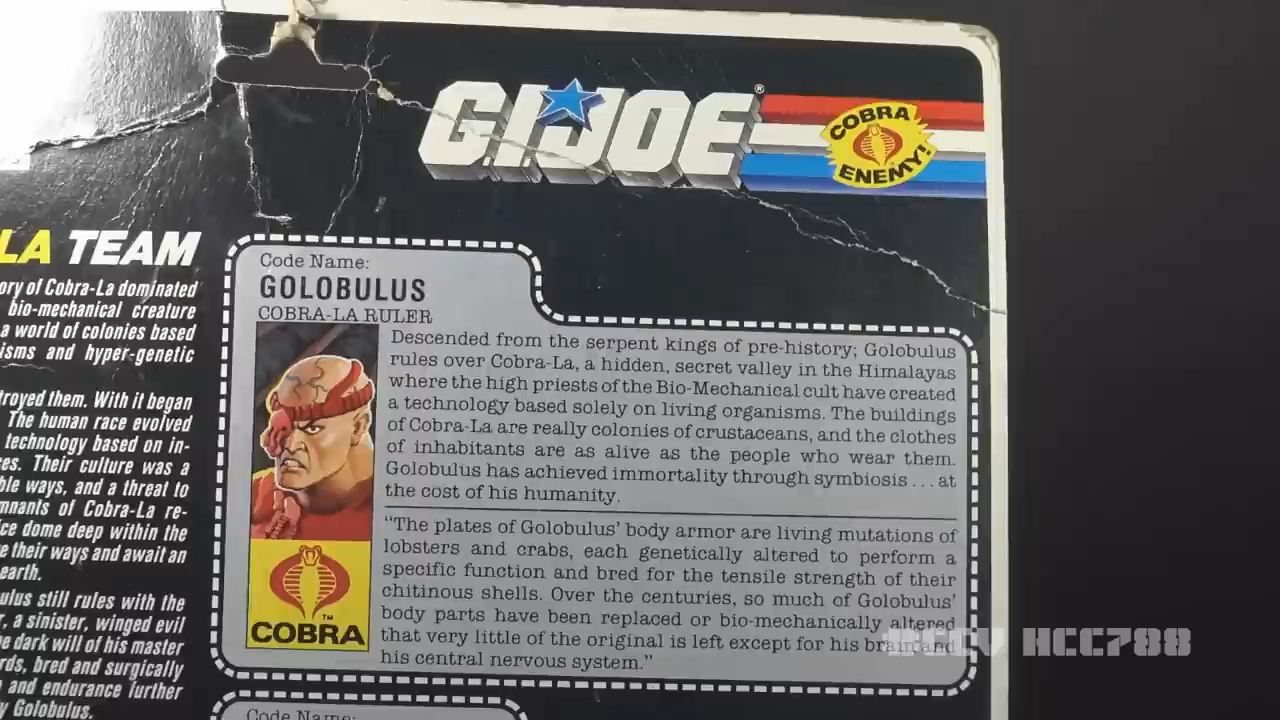 G.I.JOE®
COBRA
ENEMY!
LA TEAM
ory of Cobra-La dominated
bio-mechanical creature
a world of colonies based
isms and hyper-genetic
troyed them. With it began
The human race evolved
technology based on in-
ces. Their culture was a
ble ways, and a threat to
mnants of Cobra-La re-
ice dome deep within the
e their ways and await an
earth.
ulus still rules with the
r, a sinister, winged evil
e dark will of his master
rds, bred and surgically
and endurance further
y Golobulus.
Code Name:
GOLOBULUS
COBRA-LA RULER
Descended from the serpent kings of pre-history; Golobulus
rules over Cobra-La, a hidden, secret valley in the Himalayas
where the high priests of the Bio-Mechanical cult have created
a technology based solely on living organisms. The buildings
of Cobra-La are really colonies of crustaceans, and the clothes
of inhabitants are as alive as the people who wear them.
Golobulus has achieved immortality through symbiosis ... at
the cost of his humanity.
"The plates of Golobulus' body armor are living mutations of
lobsters and crabs, each genetically altered to perform a
specific function and bred for the tensile strength of their
chitinous shells. Over the centuries, so much of Golobulus'
body parts have been replaced or bio-mechanically altered
that very little of the original is left except for his brain and
his central nervous system."
™
COBRA
HCC788
Code Name: